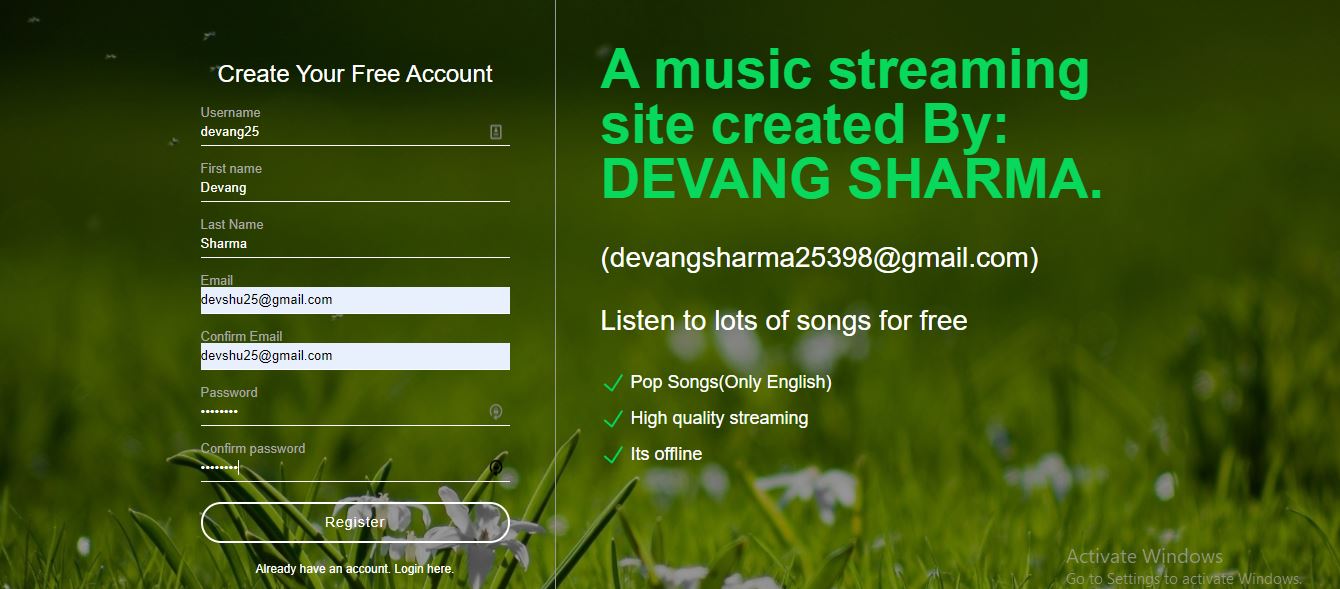 Create Your Free Account
Username
devang25
First name
Devang
Last Name
Sharma
Email
devshu25@gmail.com
Confirm Email
devshu25@gmail.com
Password
••••••••
Confirm password
••••••••
Register
Already have an account. Login here.
A music streaming
site created By:
DEVANG SHARMA.
(devangsharma25398@gmail.com)
Listen to lots of songs for free
Pop Songs(Only English)
High quality streaming
Its offline
Activate Windows
Go to Settings to activate Windows.